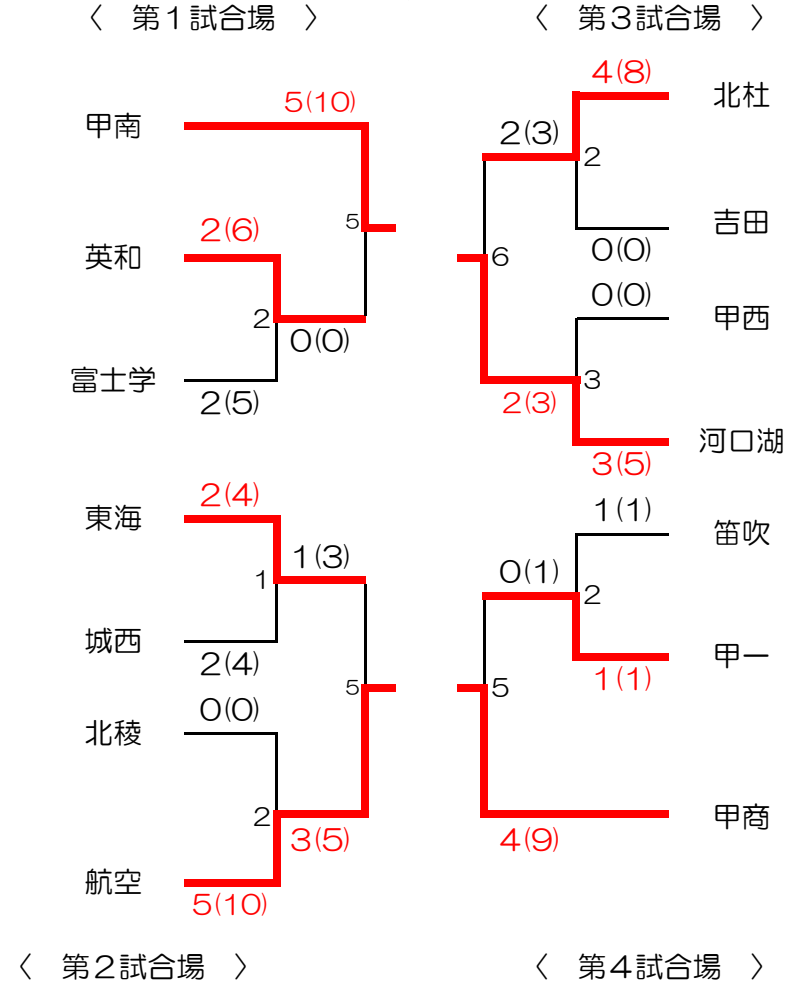 〈 第１試合場 〉
5(10)
甲南
5
2(6)
英和
2
0(0)
富士学
2(5)
2(4)
東海
1(3)
1
城西
2(4)
5
0(0)
北稜
2
3(5)
航空
5(10)
〈 第２試合場 〉
〈 第３試合場 〉
4(8)
北杜
2(3)
2
吉田
0(0)
6
0(0)
甲西
3
2(3)
河口湖
3(5)
1(1)
笛吹
0(1)
2
甲一
1(1)
5
甲商
4(9)
〈 第４試合場 〉